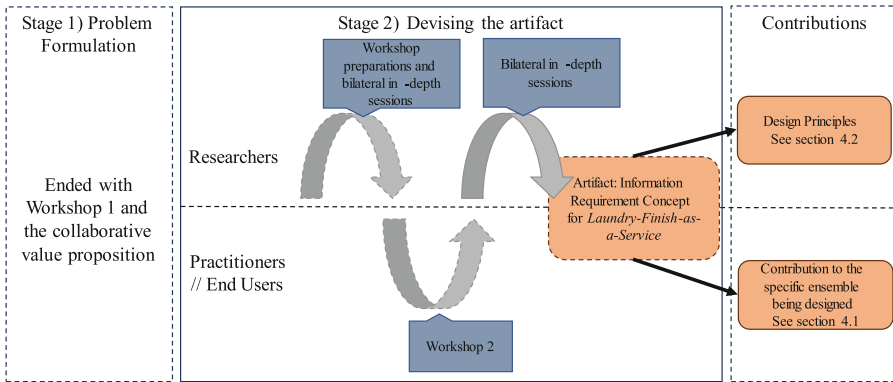 Stage 1) Problem
Formulation
Ended with
Workshop 1 and
the collaborative
value proposition
Stage 2) Devising the artifact
Workshop
preparations and
bilateral in -depth
sessions
Bilateral in -depth
sessions
Researchers
Practitioners
// End Users
Workshop 2
Artifact: Information
Requirement Concept
for Laundry-Finish-as-
a-Service
Contributions
Design Principles
See section 4.2
Contribution to the
specific ensemble
being designed
See section 4.1